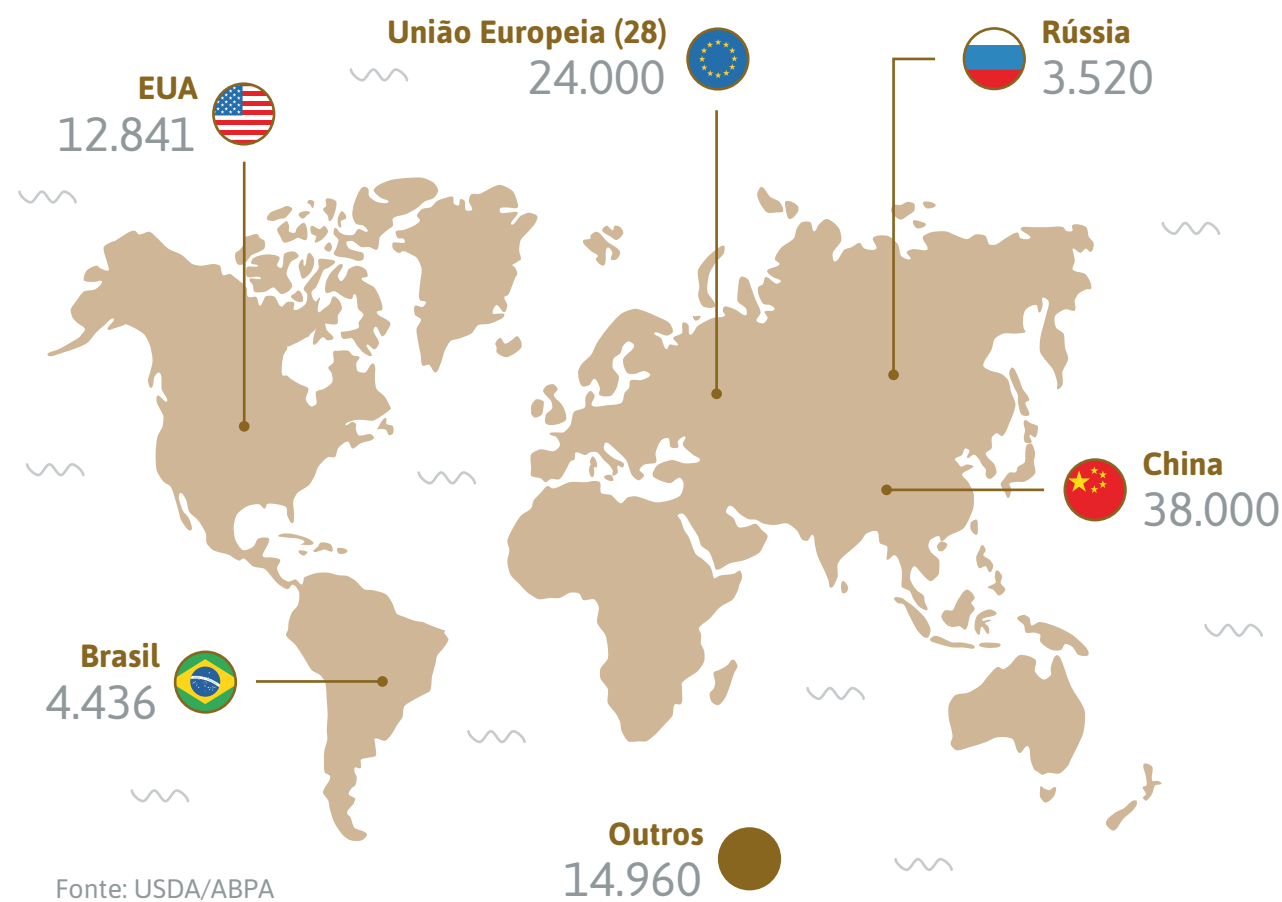 União Europeia (28)
24.000
Rússia
3.520
EUA
12.841
China
38.000
Brasil
4.436
Outros
14.960
Fonte: USDA/ABPA